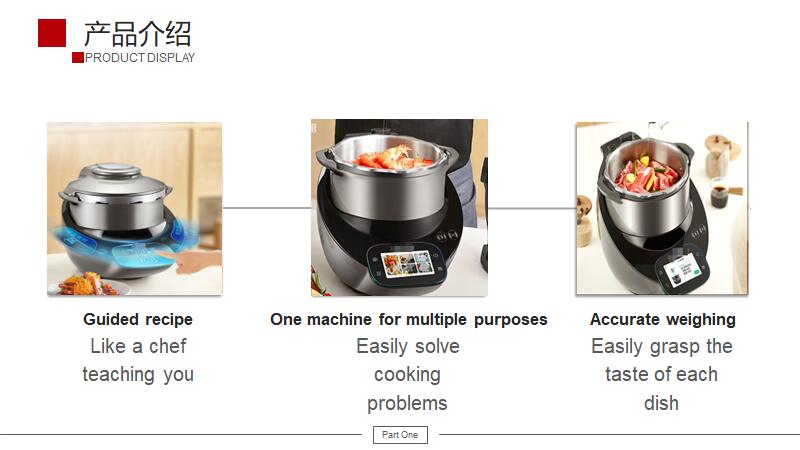 产品介绍
PRODUCT DISPLAY
Guided recipe
Like a chef
teaching you
One machine for multiple purposes
Easily solve
cooking
problems
Accurate weighing
Easily grasp the
taste of each
dish
Part One